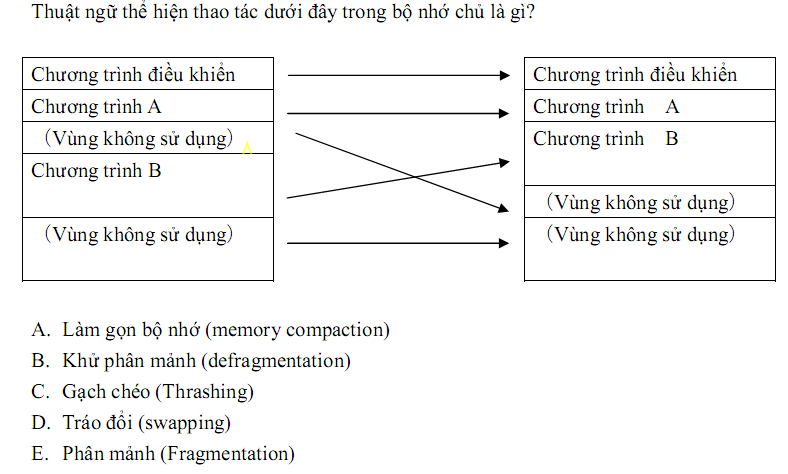 Thuật ngữ thể hiện thao tác dưới đây trong bộ nhớ chủ là gì?
Chương trình điều khiển
Chương trình A
(Vùng không sử dụng)
Chương trình B
(Vùng không sử dụng)
Chương trình điều khiển
Chương trình A
Chương trình B
(Vùng không sử dụng)
(Vùng không sử dụng)
A. Làm gọn bộ nhớ (memory compaction)
B. Khử phân mảnh (defragmentation)
C. Gạch chéo (Thrashing)
D. Tráo đổi (swapping)
E. Phân mảnh (Fragmentation)